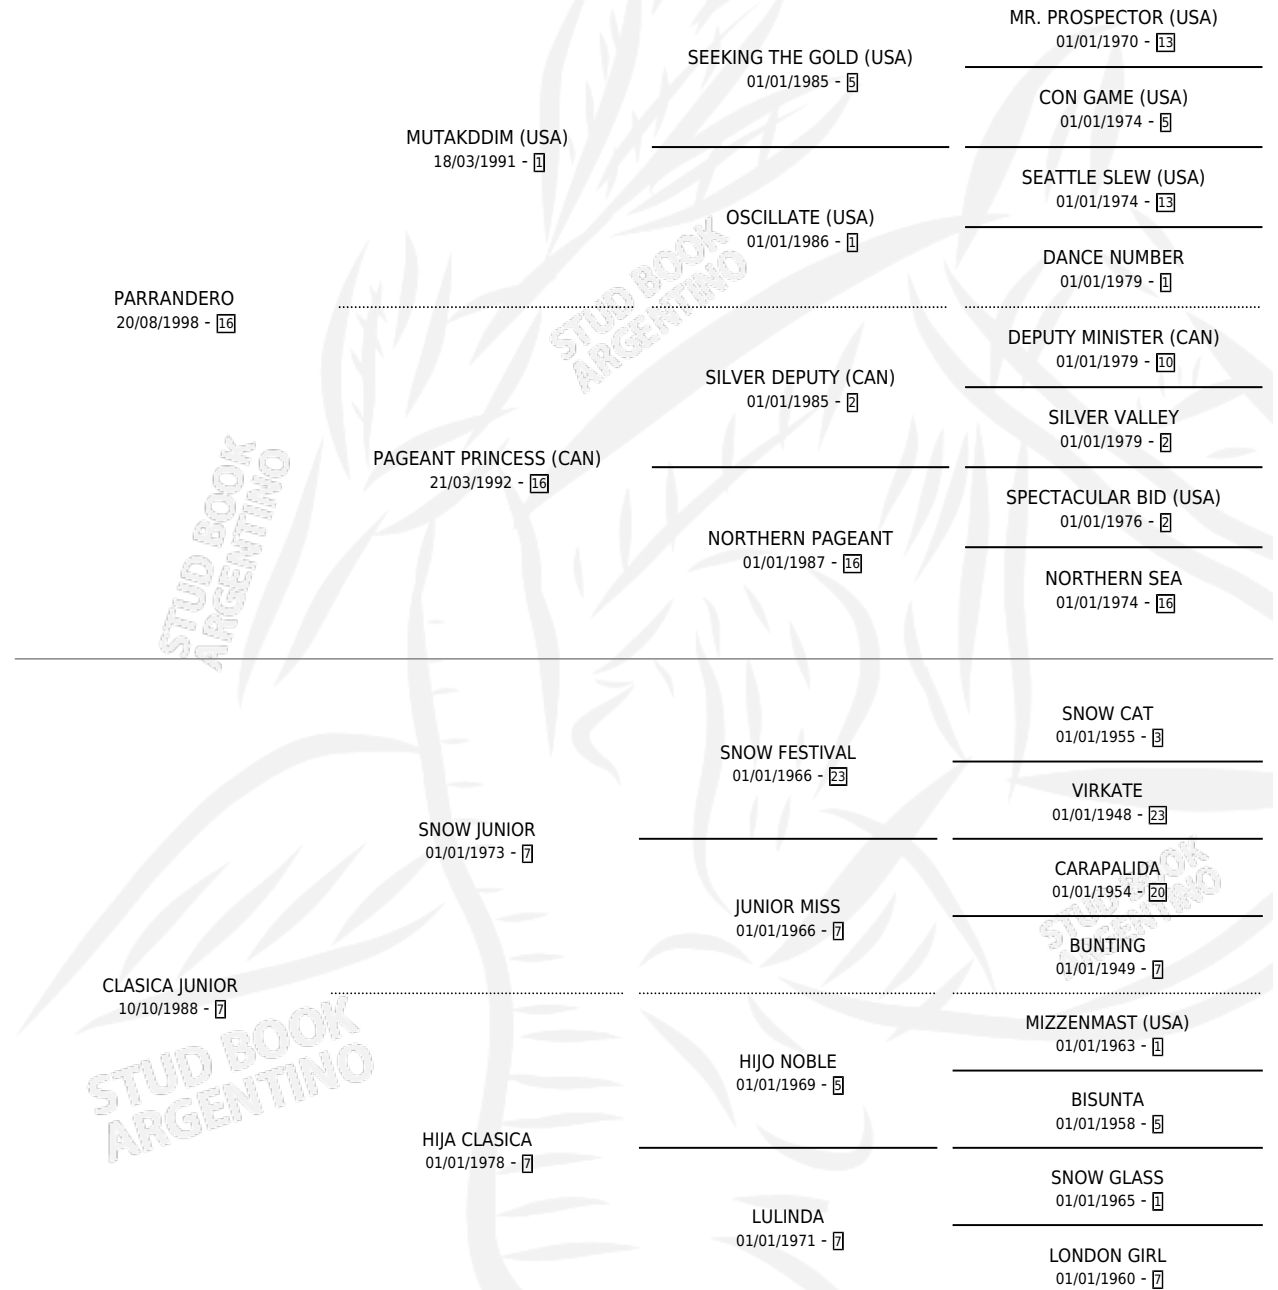 MR. PROSPECTOR (USA)
01/01/1970 - 13
SEEKING THE GOLD (USA)
01/01/1985 - 5
CON GAME (USA)
01/01/1974 - 5
MUTAKDDIM (USA)
18/03/1991 - 1
SEATTLE SLEW (USA)
01/01/1974 - 13
OSCILLATE (USA)
01/01/1986 - 1
DANCE NUMBER
01/01/1979 - 1
PARRANDERO
20/08/1998 - 16
STUD BOOK
ARGENTINO
DEPUTY MINISTER (CAN)
01/01/1979 - 10
SILVER DEPUTY (CAN)
01/01/1985 - 2
SILVER VALLEY
01/01/1979 - 2
PAGEANT PRINCESS (CAN)
21/03/1992 - 16
SPECTACULAR BID (USA)
01/01/1976 - 2
NORTHERN PAGEANT
01/01/1987 - 16
NORTHERN SEA
01/01/1974 - 16
STUD BOOK
ARGENTINO
SNOW CAT
01/01/1955 - 3
SNOW FESTIVAL
01/01/1966 - 23
VIRKATE
01/01/1948 - 23
SNOW JUNIOR
01/01/1973 - 7
CARAPALIDA
01/01/1954 - 20
JUNIOR MISS
01/01/1966 - 7
BUNTING
01/01/1949 - 7
STUD BOOK
ARGENTINO
CLASICA JUNIOR
10/10/1988 - 7
MIZZENMAST (USA)
01/01/1963 - 1
HIJO NOBLE
01/01/1969 - 5
BISUNTA
01/01/1958 - 5
STUD BOOK
ARGENTINO
HIJA CLASICA
01/01/1978 - 7
SNOW GLASS
01/01/1965 - 1
LULINDA
01/01/1971 - 7
LONDON GIRL
01/01/1960 - 7